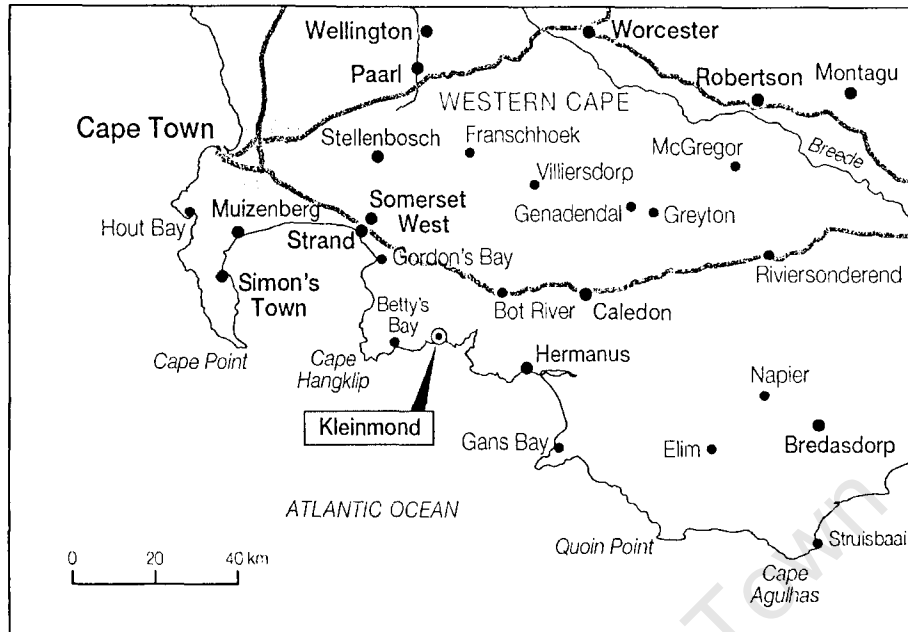 Wellington
Worcester
Paarl
Robertson
Montagu
WESTERN CAPE
Cape Town
Stellenbosch
Franschhoek
McGregor
Breede
Villiersdorp
Hout Bay
Muizenberg
Somerset
West
Genadendal
Greyton
Strand
Gordon's Bay
Riviersonderend
Simon's
Town
Betty's
Bay
Bot River
Caledon
Cape Point
Cape
Hangklip
Hermanus
Napier
Kleinmond
Gans Bay
Elim
Bredasdorp
ATLANTIC OCEAN
Quoin Point
Struisbaai
Cape
Agulhas
0 20 40 km
Town